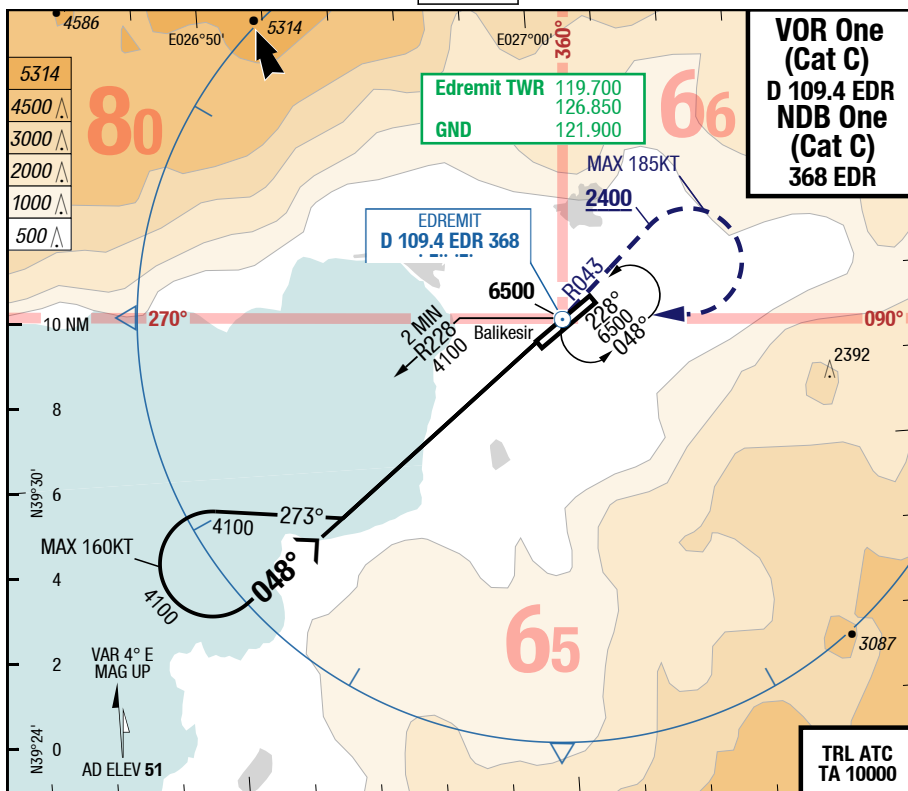 4586
5314
E026°50'
E027°00'
360°
VOR One
(Cat C)
D 109.4 EDR
NDB One
(Cat C)
368 EDR
5314
4500
3000
2000
1000
500
80
66
Edremit TWR 119.700
126.850
GND 121.900
MAX 185KT
2400
EDREMIT
D 109.4 EDR 368
R043
6500
10 NM
270°
090°
2 MIN
R228
4100
Balikesir
228°
6500
048°
2392
8
N39°30'
6
273°
4100
MAX 160KT
4
4100
048°
65
3087
VAR 4° E
MAG UP
2
N39°24'
0
AD ELEV 51
TRL ATC
TA 10000